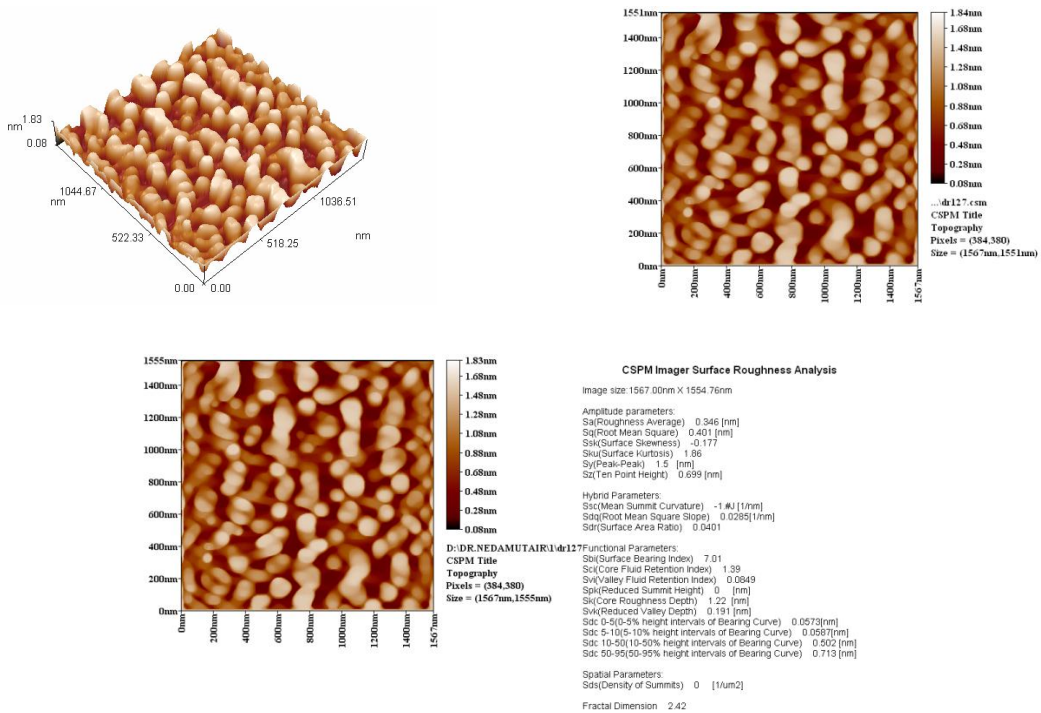 nm 1.83
0.08
1044.67
nm
522.33
0.00
0.00
518.25
1036.51
nm
1551nm
1400nm
1200nm
1000nm
800nm
600nm
400nm
200nm
0nm
0nm
200nm
400nm
600nm
800nm
1000nm
1200nm
1400nm
1567nm
1.84nm
1.68nm
1.48nm
1.28nm
1.08nm
0.88nm
0.68nm
0.48nm
0.28nm
0.08nm
...\dr127.csm
CSPM Title
Topography
Pixels = (384,380)
Size = (1567nm,1551nm)
1555nm
1400nm
1200nm
1000nm
800nm
600nm
400nm
200nm
0nm
0nm
200nm
400nm
600nm
800nm
1000nm
1200nm
1400nm
1567nm
1.83nm
1.68nm
1.48nm
1.28nm
1.08nm
0.88nm
0.68nm
0.48nm
0.28nm
0.08nm
D:\DR.NEDAMUTAIR\1\dr127
CSPM Title
Topography
Pixels = (384,380)
Size = (1567nm,1555nm)
CSPM Imager Surface Roughness Analysis
Image size:1567.00nm X 1554.76nm
Amplitude parameters:
Sa(Roughness Average) 0.346 [nm]
Sq(Root Mean Square) 0.401 [nm]
Ssk(Surface Skewness) -0.177
Sku(Surface Kurtosis) 1.86
Sy(Peak-Peak) 1.5 [nm]
Sz(Ten Point Height) 0.699 [nm]
Hybrid Parameters:
Ssc(Mean Summit Curvature) -1.#J [1/nm]
Sdq(Root Mean Square Slope) 0.0285[1/nm]
Sdr(Surface Area Ratio) 0.0401
Functional Parameters:
Sbi(Surface Bearing Index) 7.01
Sci(Core Fluid Retention Index) 1.39
Svi(Valley Fluid Retention Index) 0.0849
Spk(Reduced Summit Height) 0 [nm]
Sk(Core Roughness Depth) 1.22 [nm]
Svk(Reduced Valley Depth) 0.191 [nm]
Sdc 0-5(0-5% height intervals of Bearing Curve) 0.0573[nm]
Sdc 5-10(5-10% height intervals of Bearing Curve) 0.0587[nm]
Sdc 10-50(10-50% height intervals of Bearing Curve) 0.502 [nm]
Sdc 50-95(50-95% height intervals of Bearing Curve) 0.713 [nm]
Spatial Parameters:
Sds(Density of Summits) 0 [1/um2]
Fractal Dimension 2.42